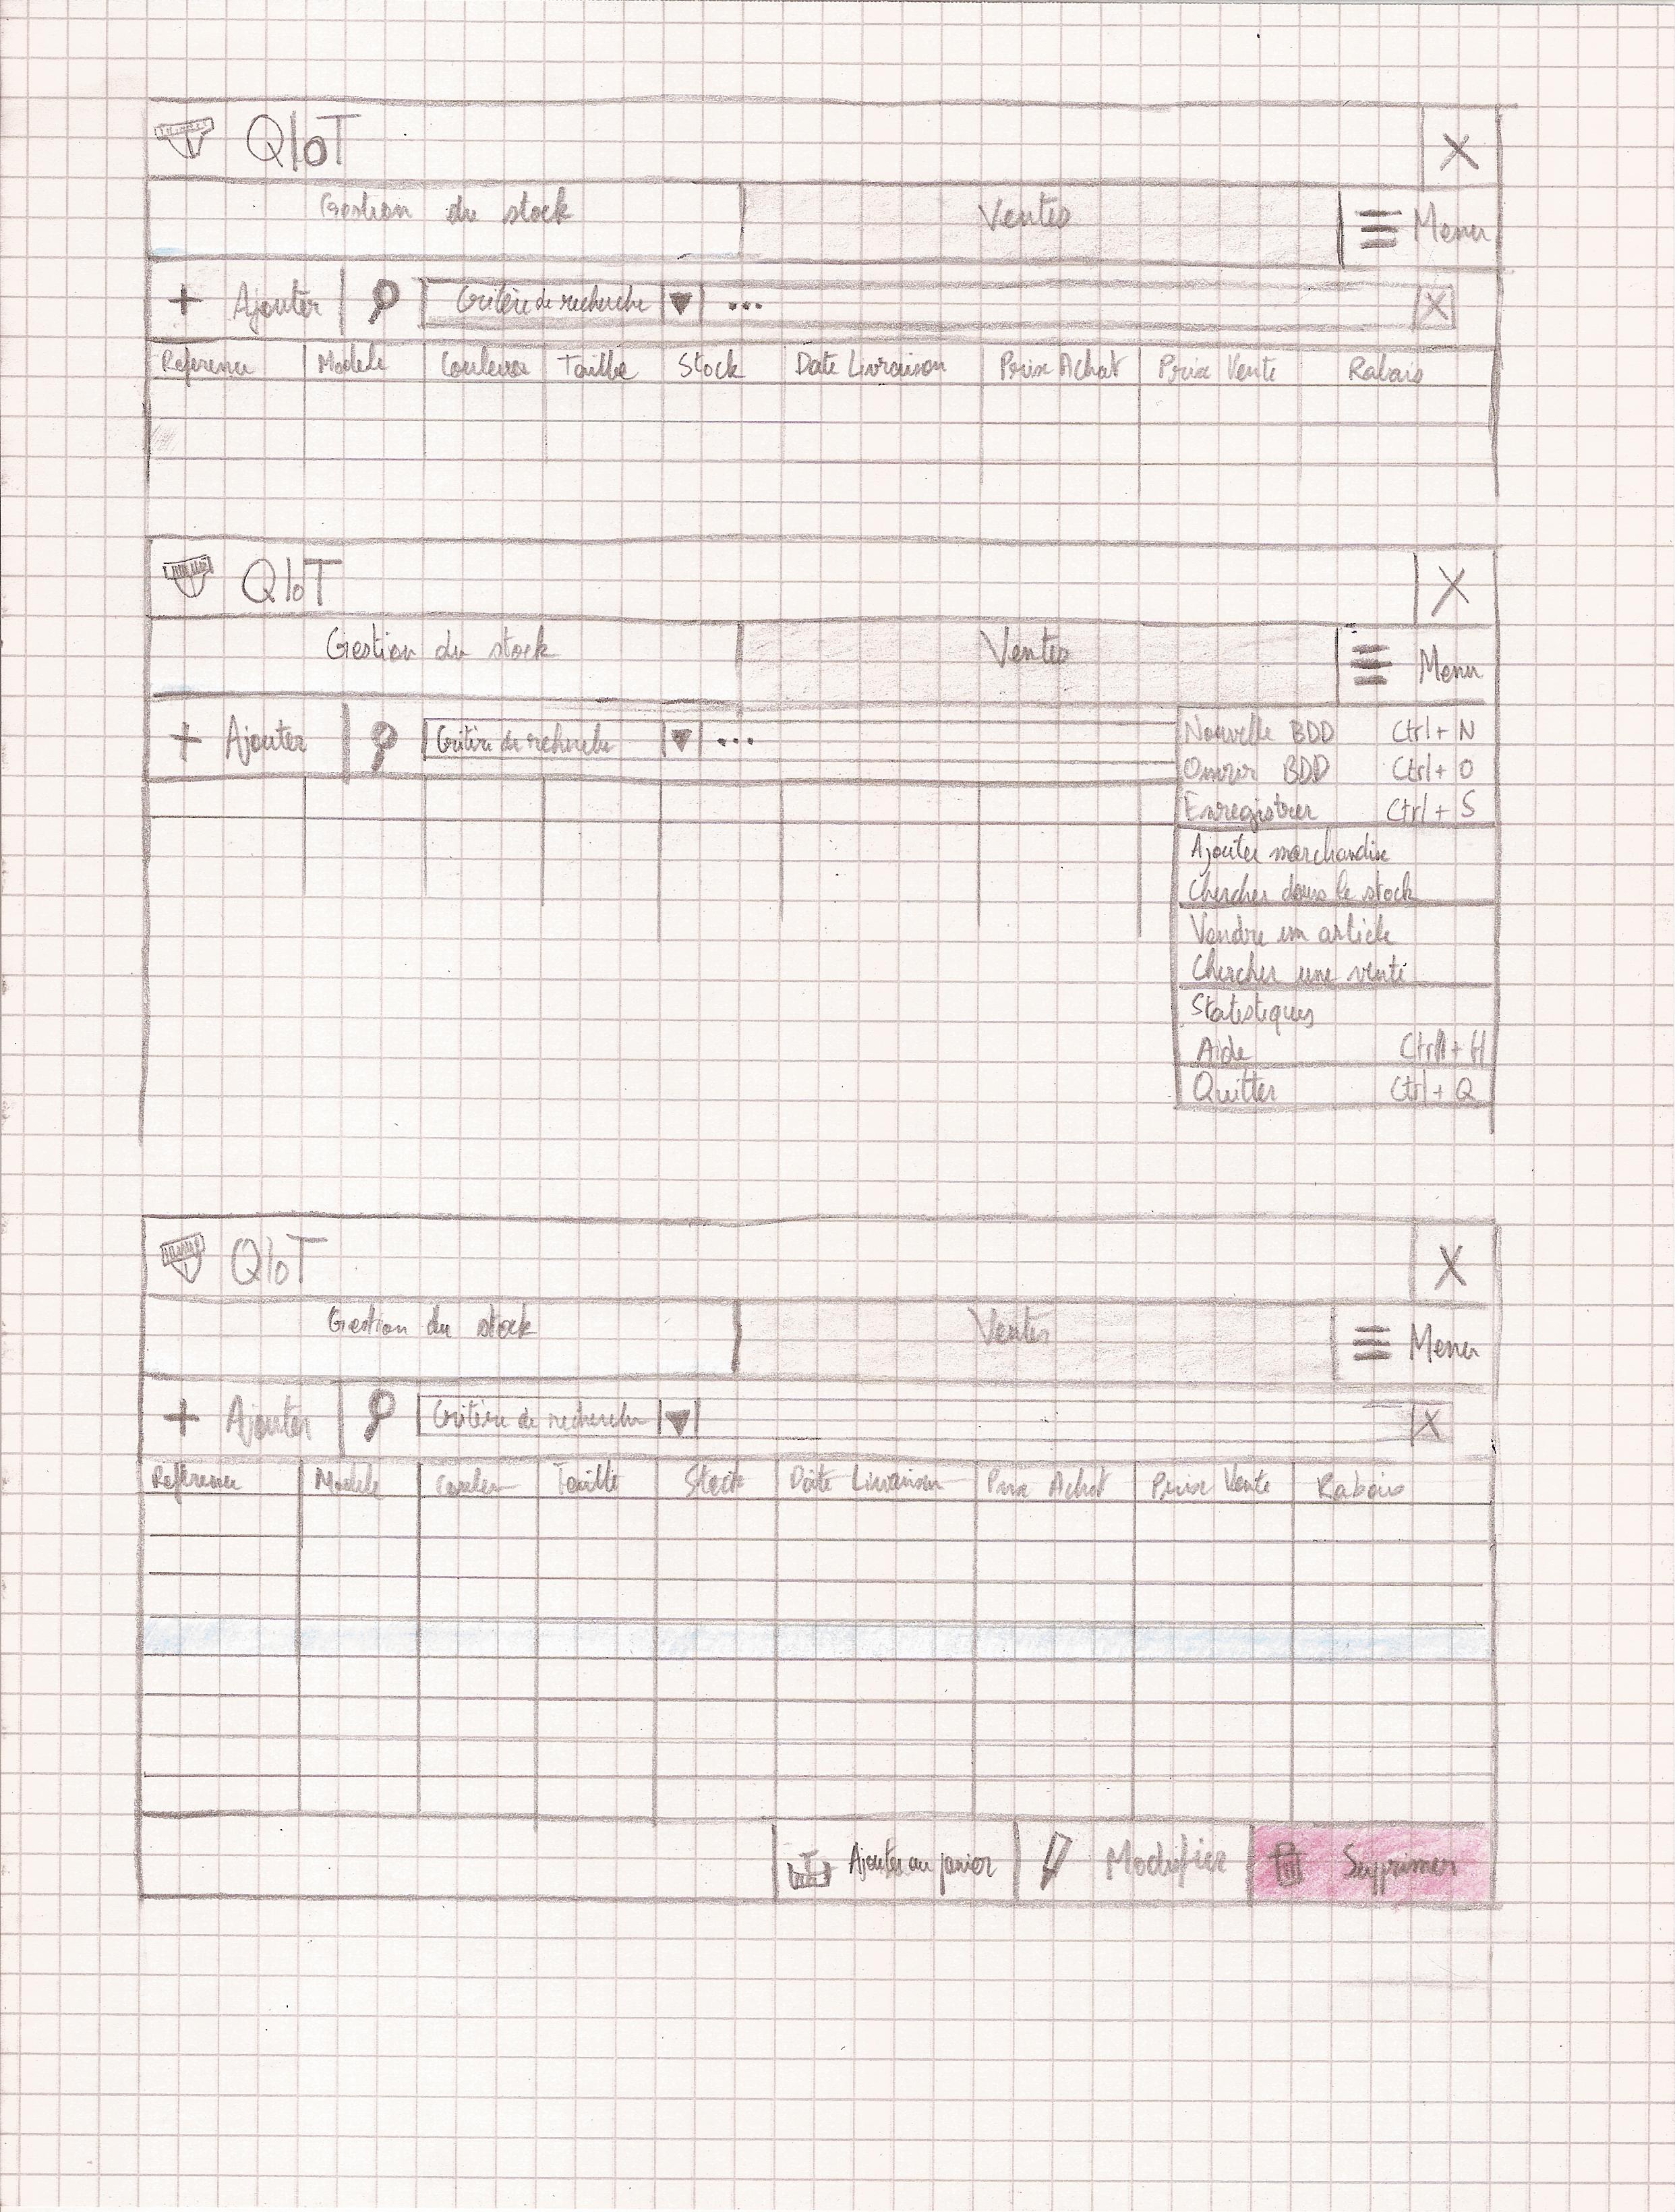 QIoT X
Gestion du stock Ventes Menu
+ Ajouter Critère de recherche ... X
Reference Modele Couleur Taille Stock Date Livraison Prix Achat Prix Vente Rabais
QIoT X
Gestion du stock Ventes Menu
+ Ajouter Critère de recherche ...
Nouvelle BDD Ctrl + N
Ouvrir BDD Ctrl + O
Enregistrer Ctrl + S
Ajouter marchandise
Chercher dans le stock
Vendre un article
Chercher une vente
Statistiques
Aide Ctrl + H
Quitter Ctrl + Q
QIoT X
Gestion du stock Ventes Menu
+ Ajouter Critère de recherche X
Reference Modele Couleur Taille Stock Date Livraison Prix Achat Prix Vente Rabais
Ajouter au panier Modifier Supprimer